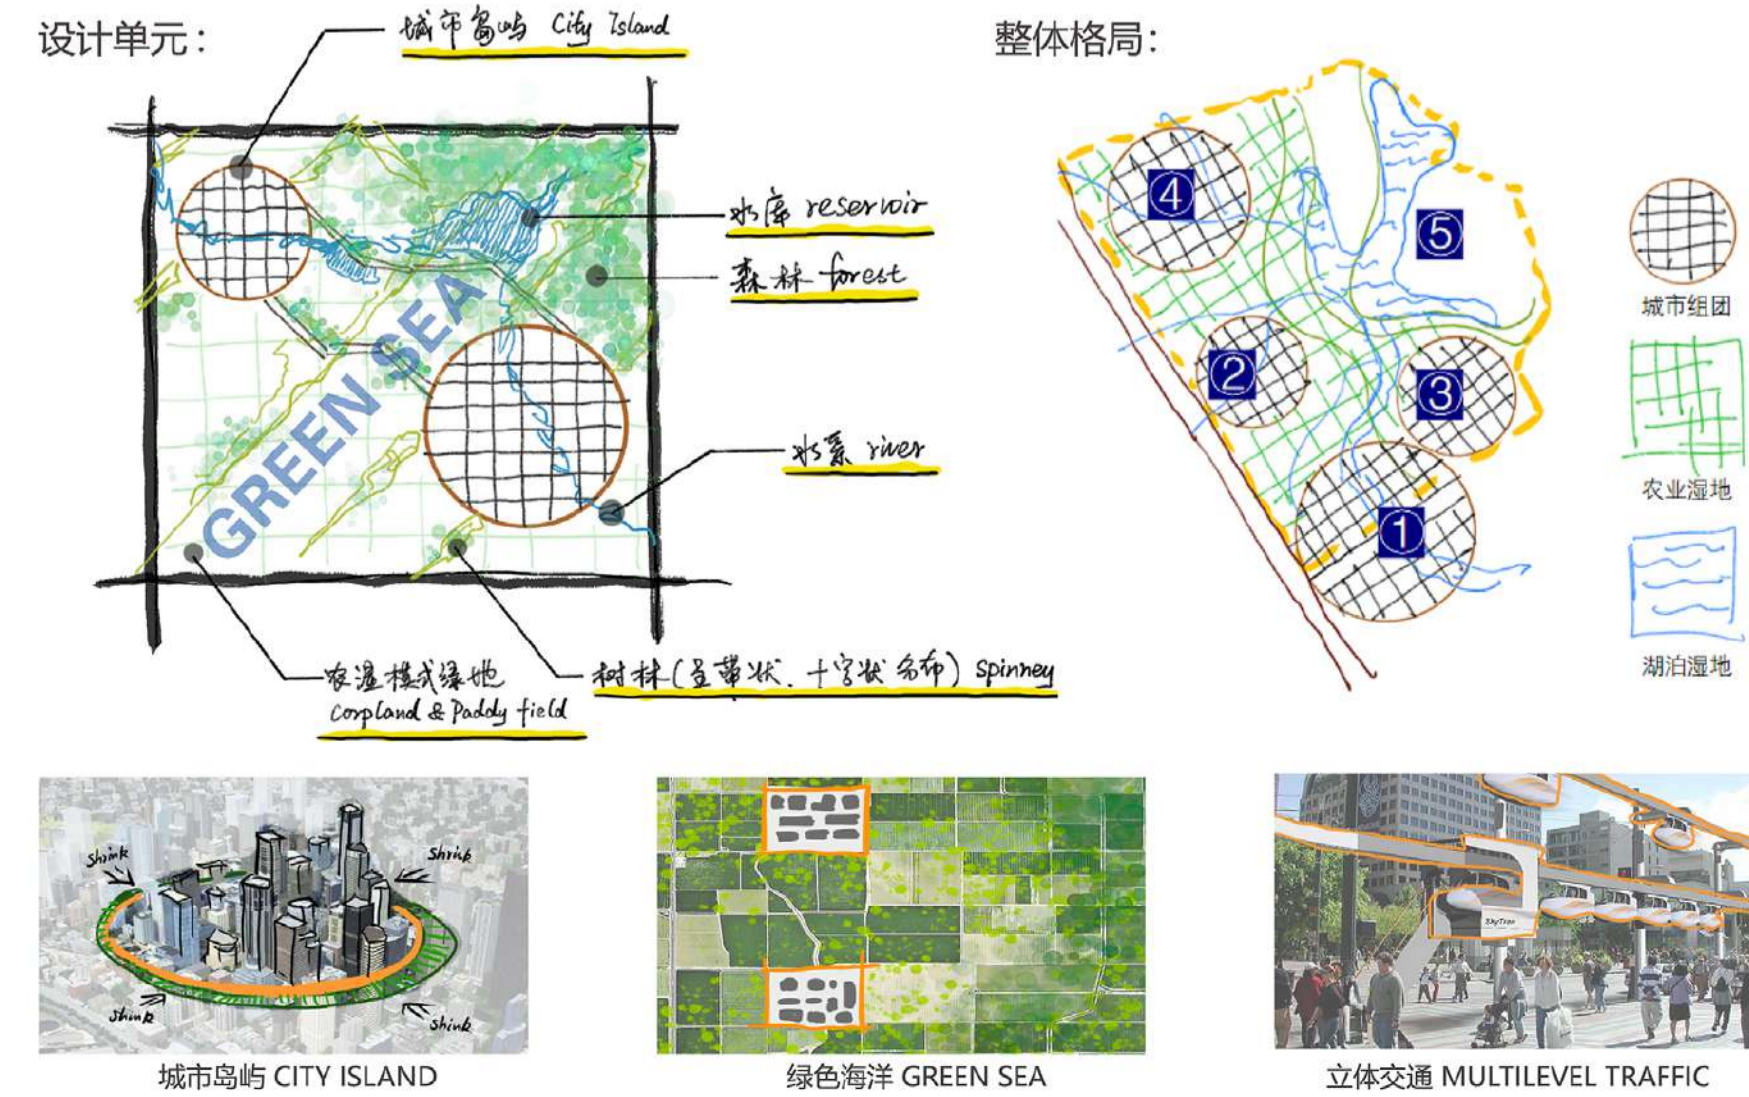 设计单元：
城市岛屿 City Island
水库 reservoir
森林 forest
水系 river
GREEN SEA
农湿模式绿地
Corpland & Paddy field
树林(呈带状、十字状分布) spinney
整体格局：
④
⑤
②
③
①
城市组团
农业湿地
湖泊湿地
Shrink
Shrink
Shink
Shink
SkyTran
城市岛屿 CITY ISLAND
绿色海洋 GREEN SEA
立体交通 MULTILEVEL TRAFFIC